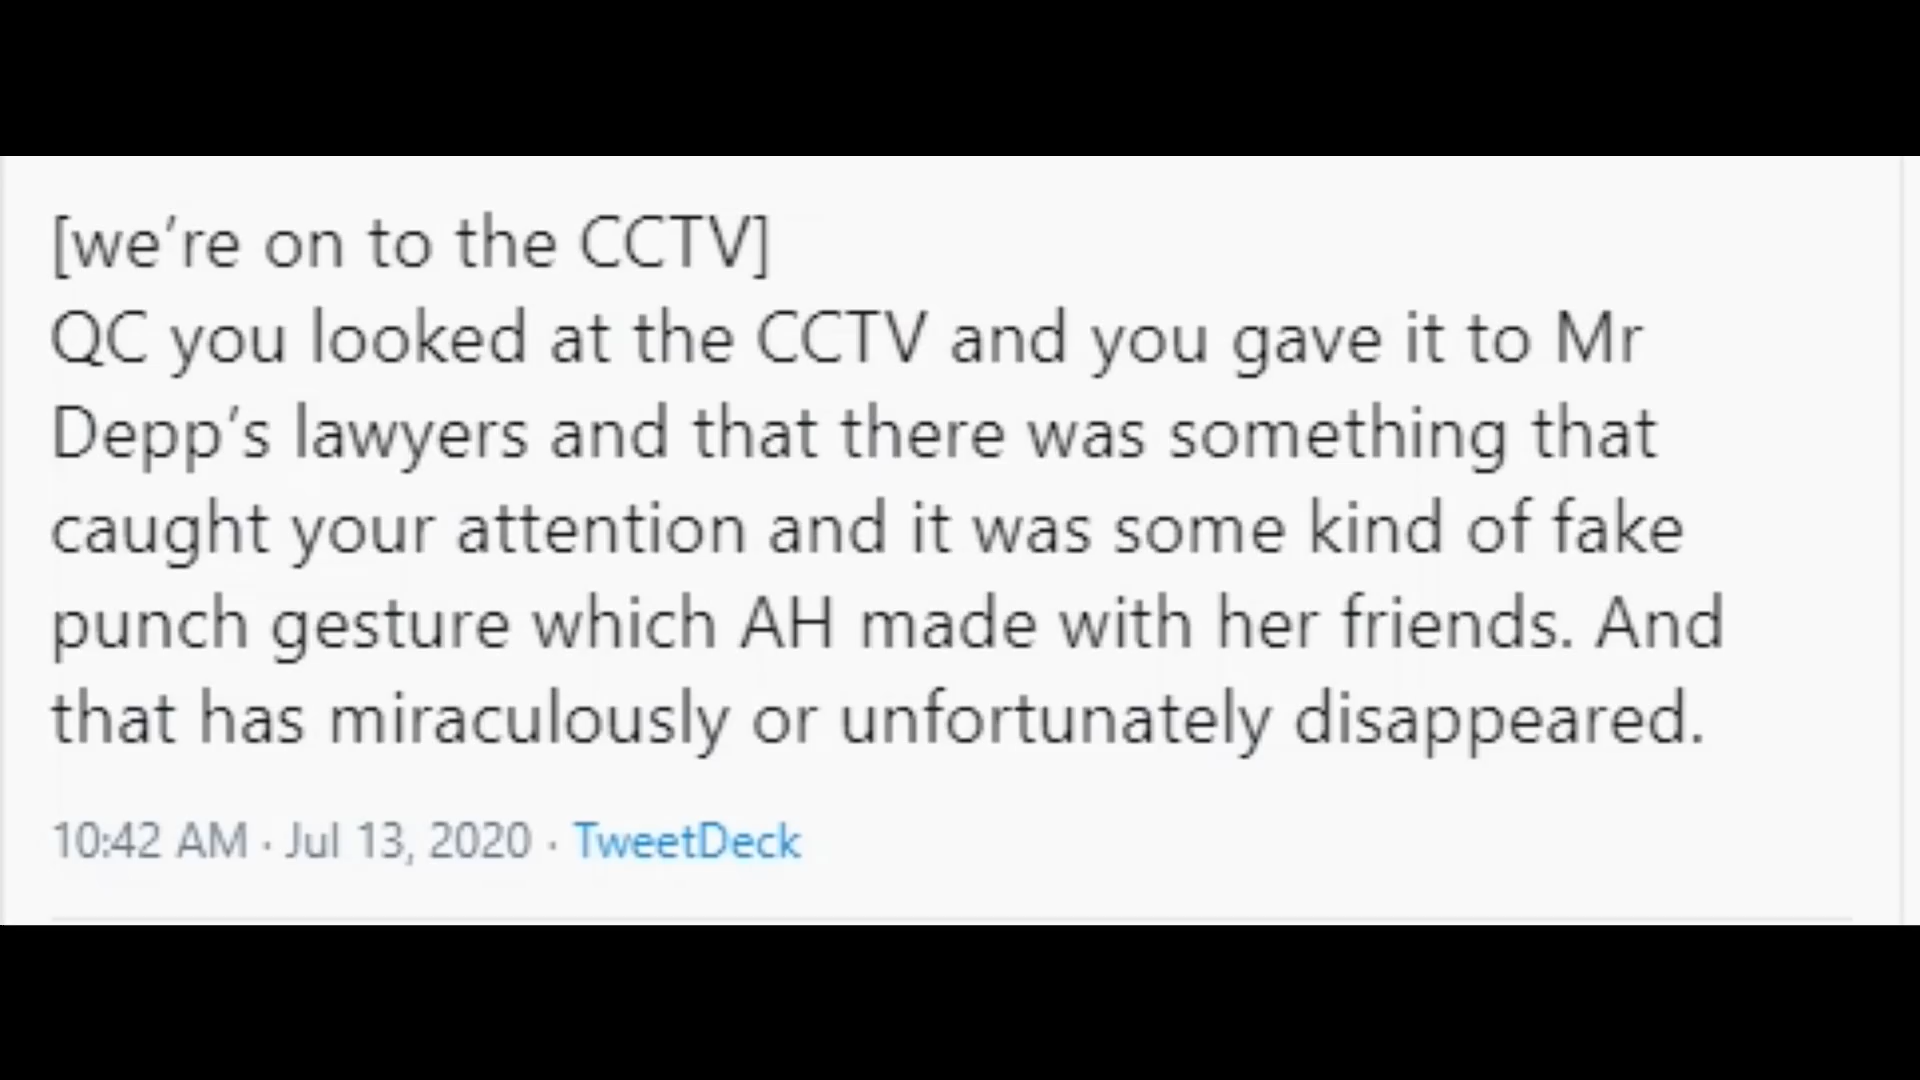 [we’re on to the CCTV]
QC you looked at the CCTV and you gave it to Mr
Depp’s lawyers and that there was something that
caught your attention and it was some kind of fake
punch gesture which AH made with her friends. And
that has miraculously or unfortunately disappeared.
10:42 AM · Jul 13, 2020 · TweetDeck